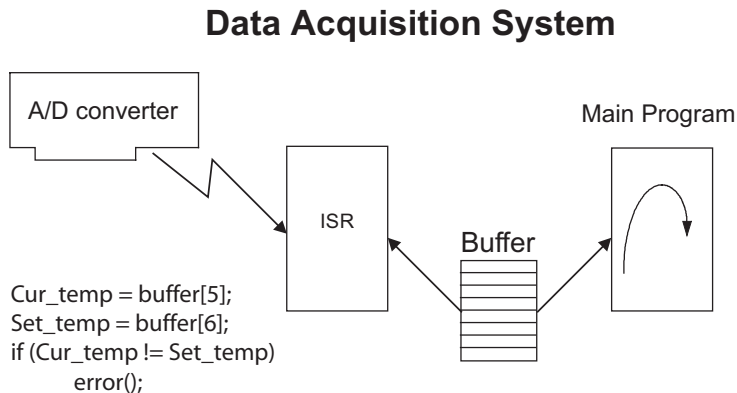 Data Acquisition System
A/D converter
Main Program
ISR
Buffer
Cur_temp = buffer[5];
Set_temp = buffer[6];
if (Cur_temp != Set_temp)
error();